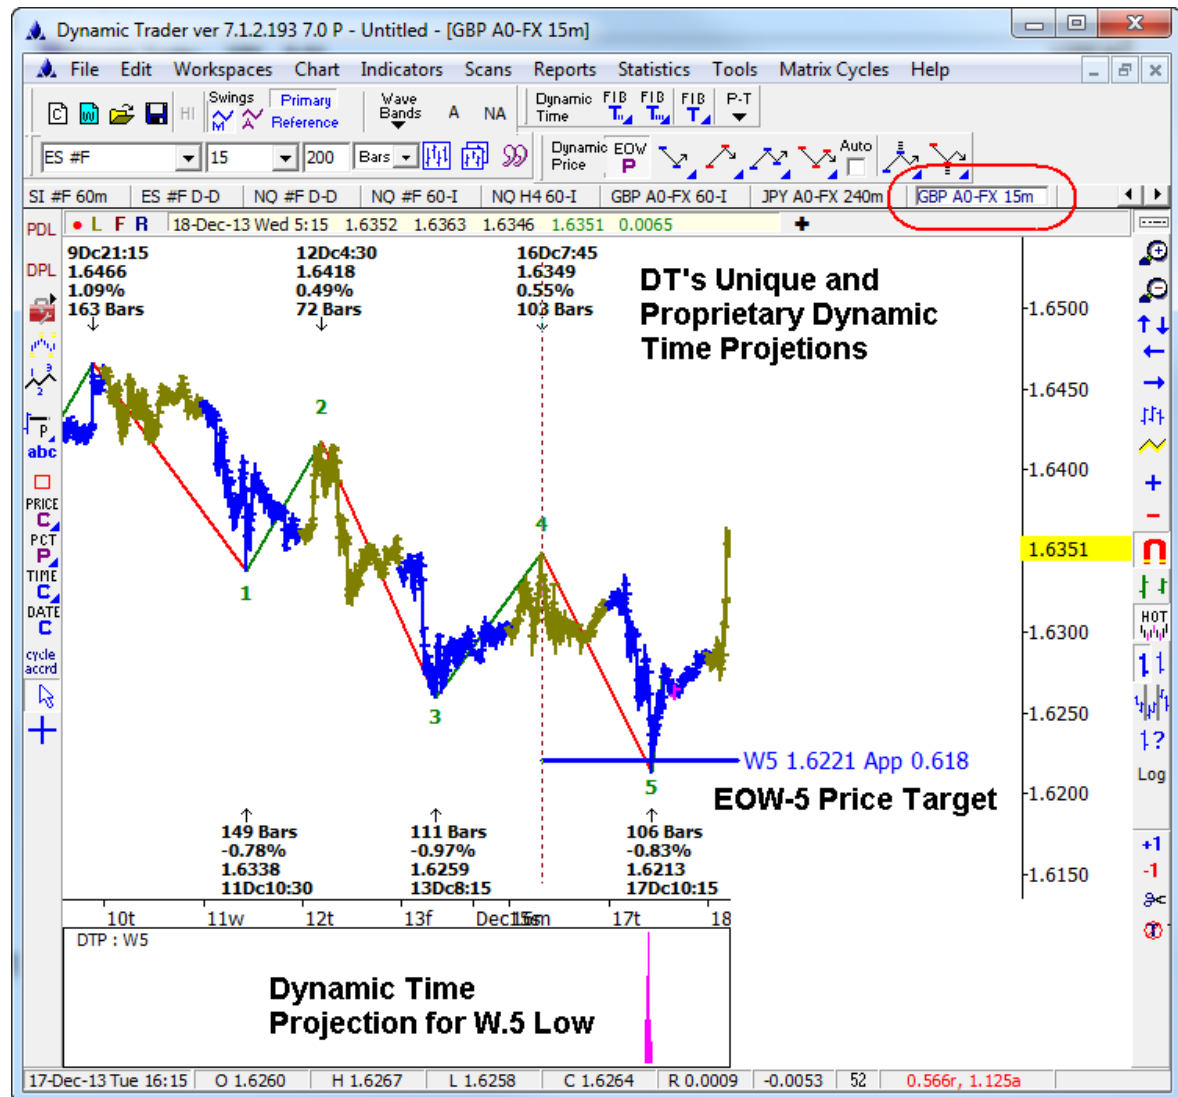 Dynamic Trader ver 7.1.2.193 7.0 P - Untitled - [GBP A0-FX 15m]
File Edit Workspaces Chart Indicators Scans Reports Statistics Tools Matrix Cycles Help
HI Swings Primary Reference Wave Bands A NA Dynamic Time FIB FIB FIB P-T
ES #F 15 200 Bars Dynamic Price EOW P Auto
SI #F 60m ES #F D-D NQ #F D-D NQ #F 60-I NQ H4 60-I GBP A0-FX 60-I JPY A0-FX 240m GBP A0-FX 15m
PDL L F R 18-Dec-13 Wed 5:15 1.6352 1.6363 1.6346 1.6351 0.0065
DPL
abc
PRICE
C
PCT
P
TIME
C
DATE
C
cycle
accrd
9Dc21:15
1.6466
1.09%
163 Bars
12Dc4:30
1.6418
0.49%
72 Bars
16Dc7:45
1.6349
0.55%
103 Bars
DT's Unique and
Proprietary Dynamic
Time Projetions
1
2
3
4
5
W5 1.6221 App 0.618
EOW-5 Price Target
149 Bars
-0.78%
1.6338
11Dc10:30
111 Bars
-0.97%
1.6259
13Dc8:15
106 Bars
-0.83%
1.6213
17Dc10:15
1.6500
1.6450
1.6400
1.6351
1.6300
1.6250
1.6200
1.6150
HOT
Log
+1
-1
10t 11w 12t 13f 17t 18
DTP : W5
Dynamic Time
Projection for W.5 Low
17-Dec-13 Tue 16:15 O 1.6260 H 1.6267 L 1.6258 C 1.6264 R 0.0009 -0.0053 52 0.566r, 1.125a